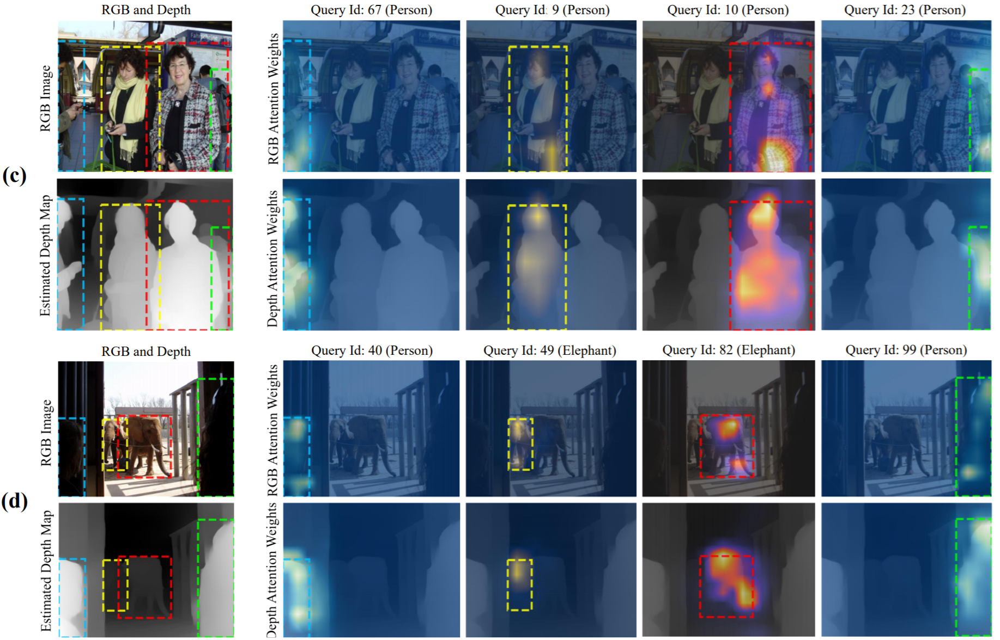 RGB and Depth
Query Id: 67 (Person)
Query Id: 9 (Person)
Query Id: 10 (Person)
Query Id: 23 (Person)
RGB Image
RGB Attention Weights
Fahrscheine
(c)
Estimated Depth Map
Depth Attention Weights
RGB and Depth
Query Id: 40 (Person)
Query Id: 49 (Elephant)
Query Id: 82 (Elephant)
Query Id: 99 (Person)
RGB Image
RGB Attention Weights
(d)
Estimated Depth Map
Depth Attention Weights